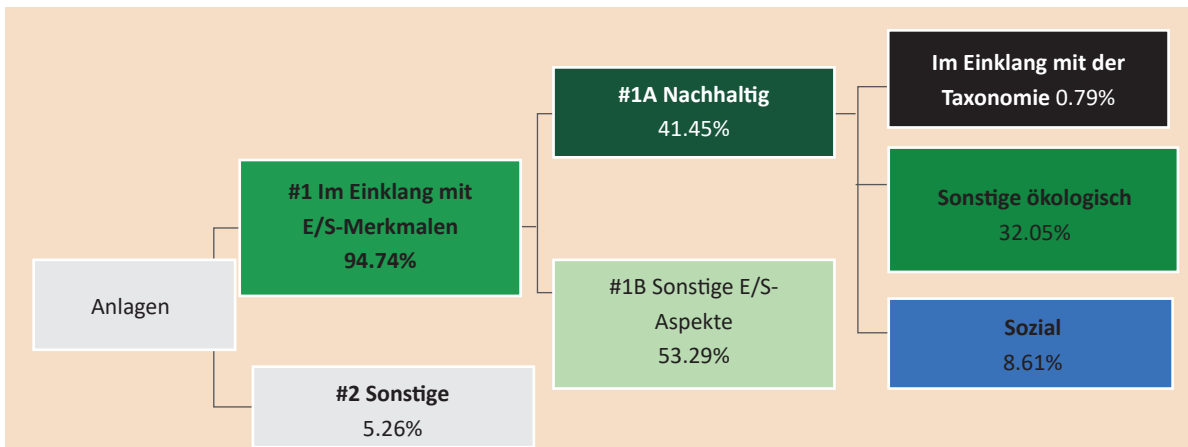 Anlagen
#1 Im Einklang mit
E/S-Merkmalen
94.74%
#2 Sonstige
5.26%
#1A Nachhaltig
41.45%
#1B Sonstige E/S-
Aspekte
53.29%
Im Einklang mit der
Taxonomie 0.79%
Sonstige ökologisch
32.05%
Sozial
8.61%